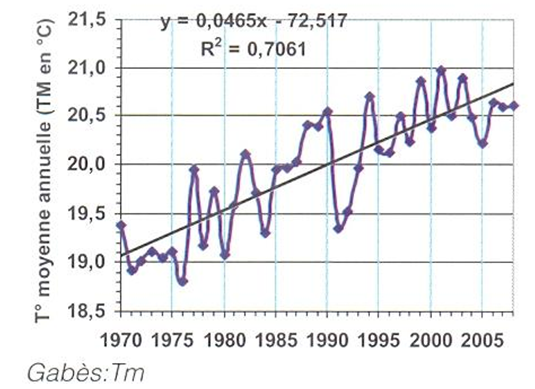 y = 0,0465x - 72,517
R² = 0,7061
T° moyenne annuelle (TM en °C)
21,5
21,0
20,5
20,0
19,5
19,0
18,5
1970 1975 1980 1985 1990 1995 2000 2005
Gabès:Tm